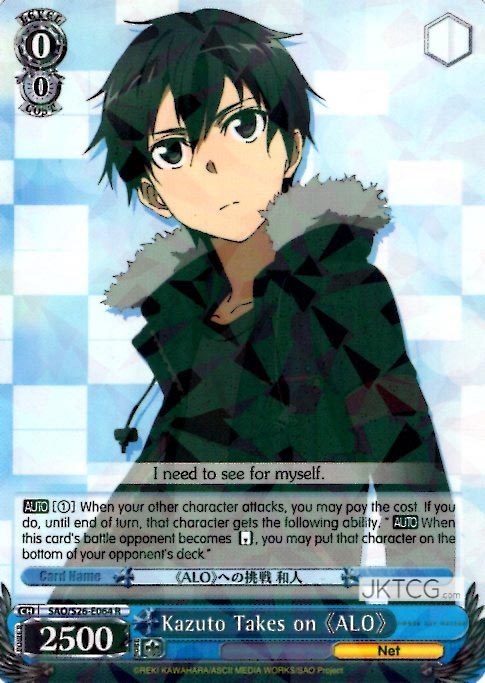 LEVEL
0
0
COST
I need to see for myself.
AUTO [①] When your other character attacks, you may pay the cost. If you
do, until end of turn, that character gets the following ability. "AUTO When
this card's battle opponent becomes [ ], you may put that character on the
bottom of your opponent's deck."
Card Name 《ALO》への挑戦 和人
JKTCG.com
CH SAO/S26-E064 R
POWER 2500 Kazuto Takes on 《ALO》
Net
©REKI KAWAHARA/ASCII MEDIA WORKS/SAO Project